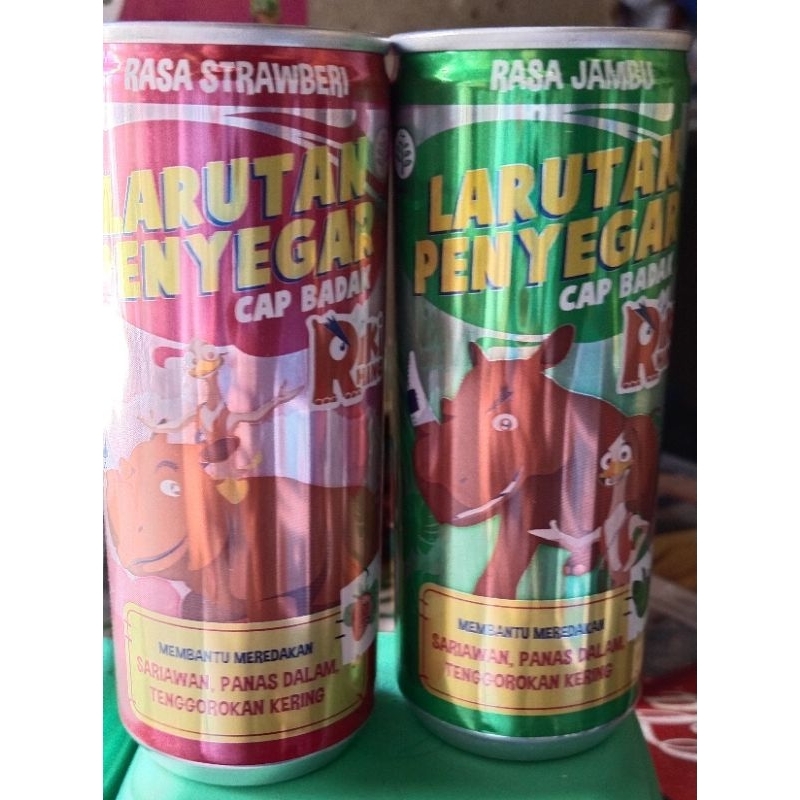 RASA STRAWBERI
LARUTAN
PENYEGAR
CAP BADAK
MEMBANTU MEREDAKAN
SARIAWAN, PANAS DALAM,
TENGGOROKAN KERING
RASA JAMBU
LARUTAN
PENYEGAR
CAP BADAK
MEMBANTU MEREDAKAN
SARIAWAN, PANAS DALAM,
TENGGOROKAN KERING